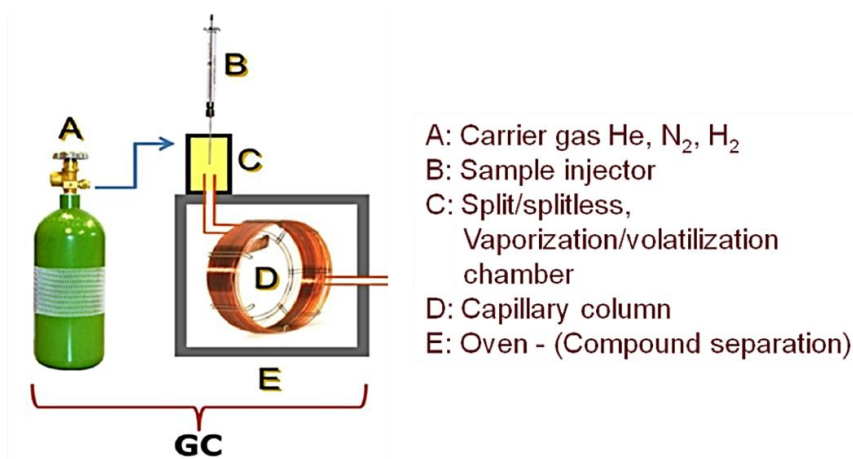 B
A
C
D
E
GC
A: Carrier gas He, N₂, H₂
B: Sample injector
C: Split/splitless,
Vaporization/volatilization
chamber
D: Capillary column
E: Oven - (Compound separation)